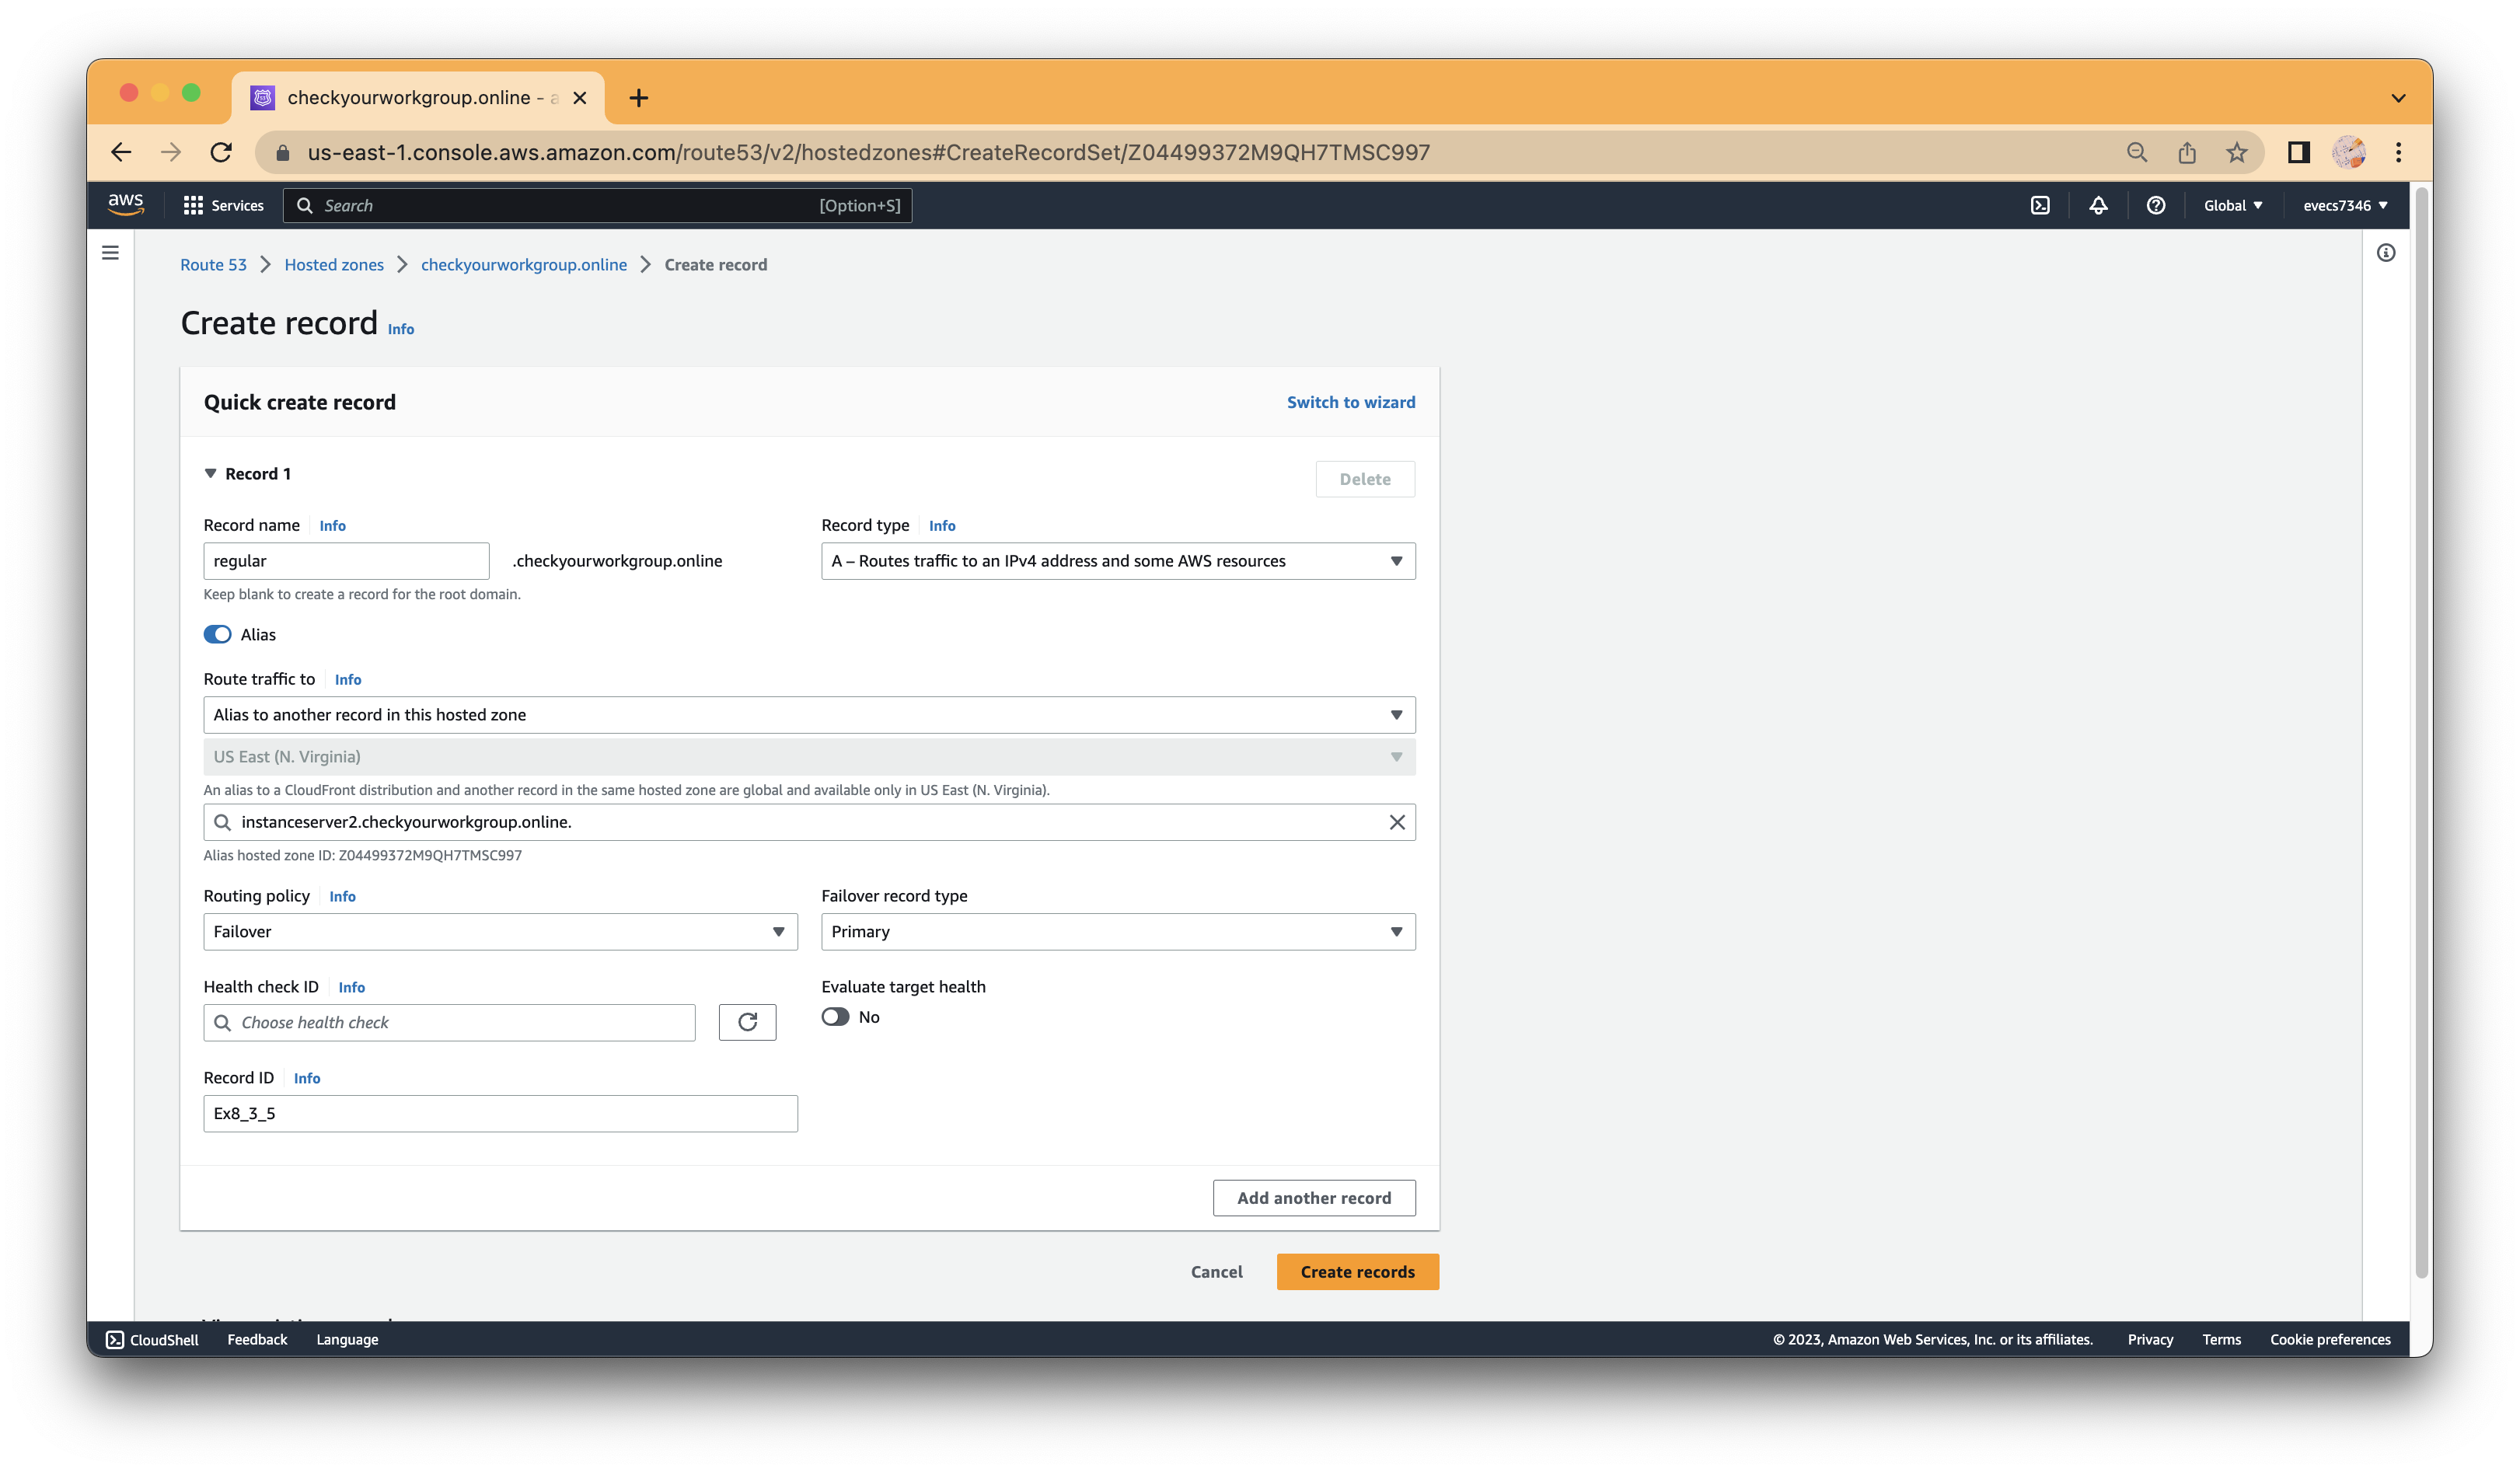 checkyourworkgroup.online - a
us-east-1.console.aws.amazon.com/route53/v2/hostedzones#CreateRecordSet/Z04499372M9QH7TMSC997
aws Services Search [Option+S] Global evecs7346
Route 53 Hosted zones checkyourworkgroup.online Create record
Create record Info
Quick create record Switch to wizard
Record 1 Delete
Record name Info Record type Info
regular .checkyourworkgroup.online A – Routes traffic to an IPv4 address and some AWS resources
Keep blank to create a record for the root domain.
Alias
Route traffic to Info
Alias to another record in this hosted zone
US East (N. Virginia)
An alias to a CloudFront distribution and another record in the same hosted zone are global and available only in US East (N. Virginia).
instanceserver2.checkyourworkgroup.online.
Alias hosted zone ID: Z04499372M9QH7TMSC997
Routing policy Info Failover record type
Failover Primary
Health check ID Info Evaluate target health
Choose health check No
Record ID Info
Ex8_3_5
Add another record
Cancel Create records
CloudShell Feedback Language © 2023, Amazon Web Services, Inc. or its affiliates. Privacy Terms Cookie preferences